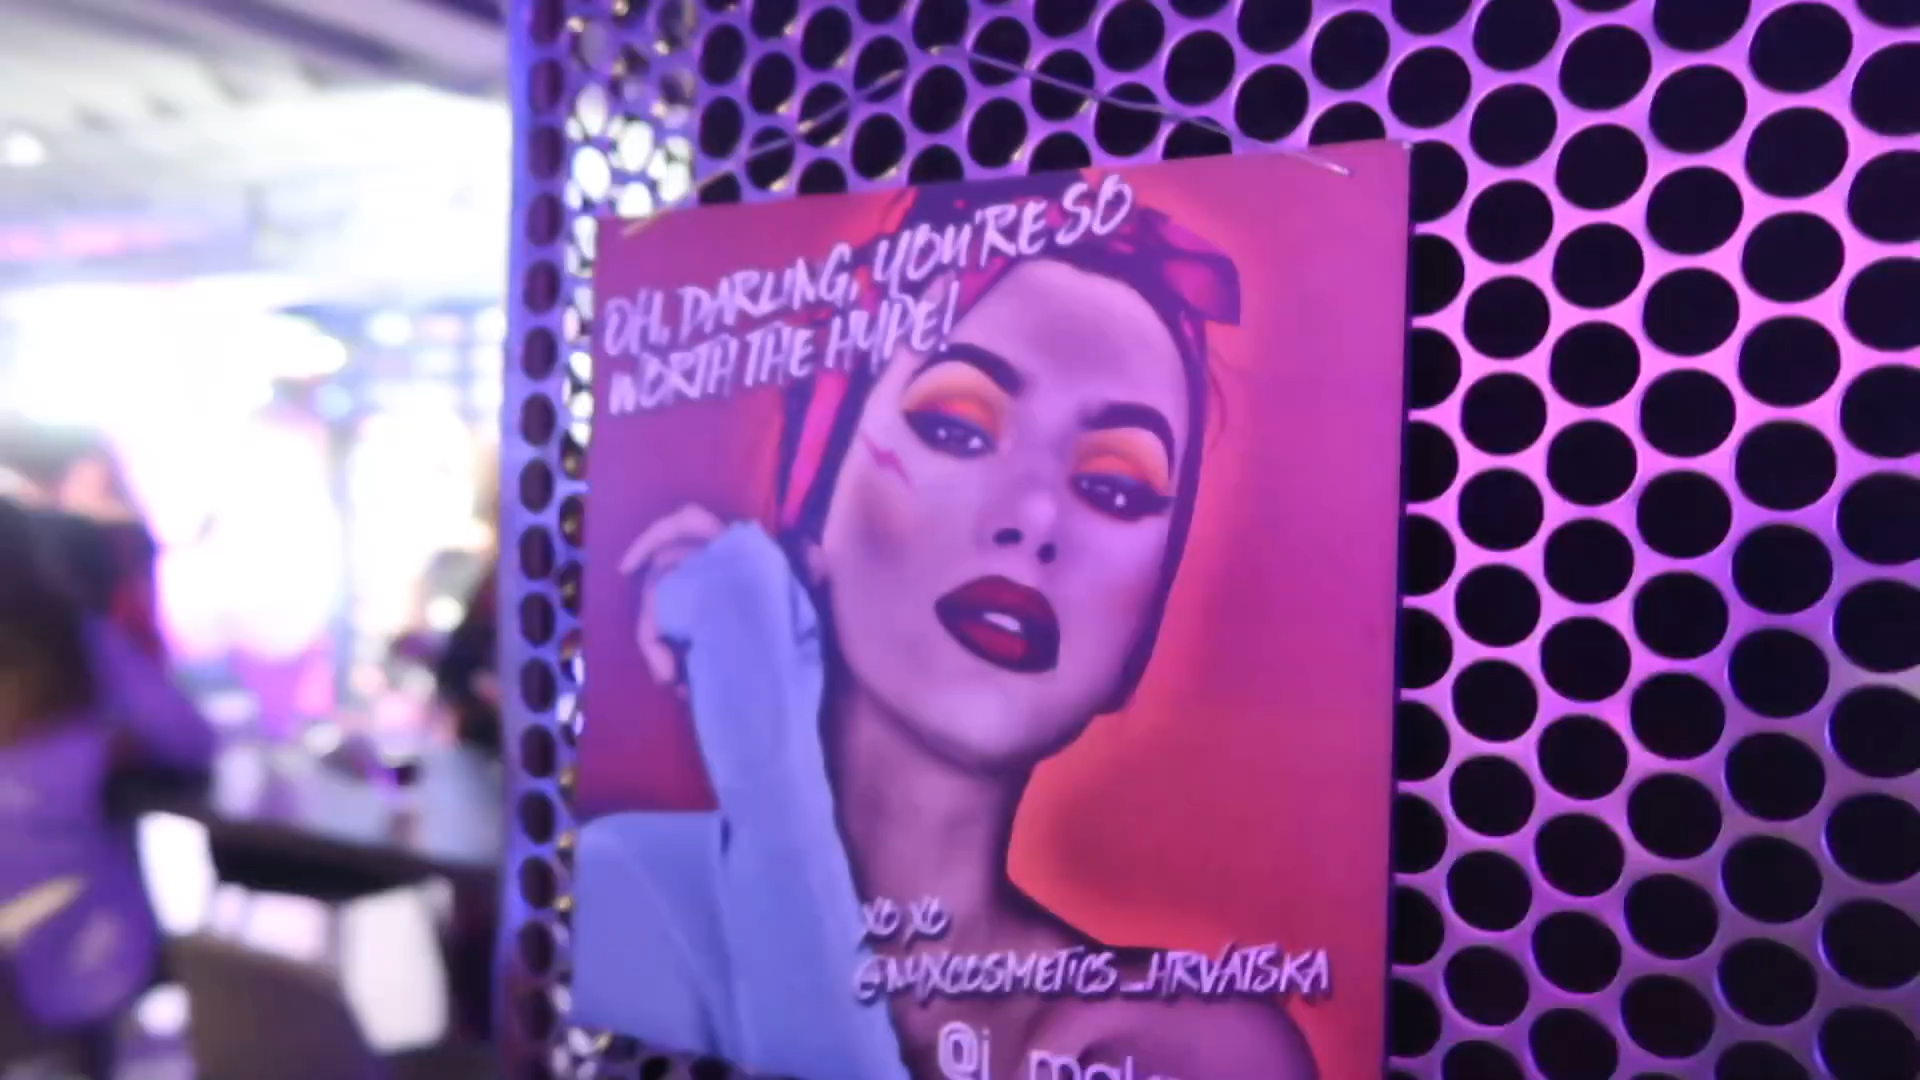 OH, DARLING, YOU'RE SO
WORTH THE HYPE!
XO XO
@NYXCOSMETICS_HRVATSKA